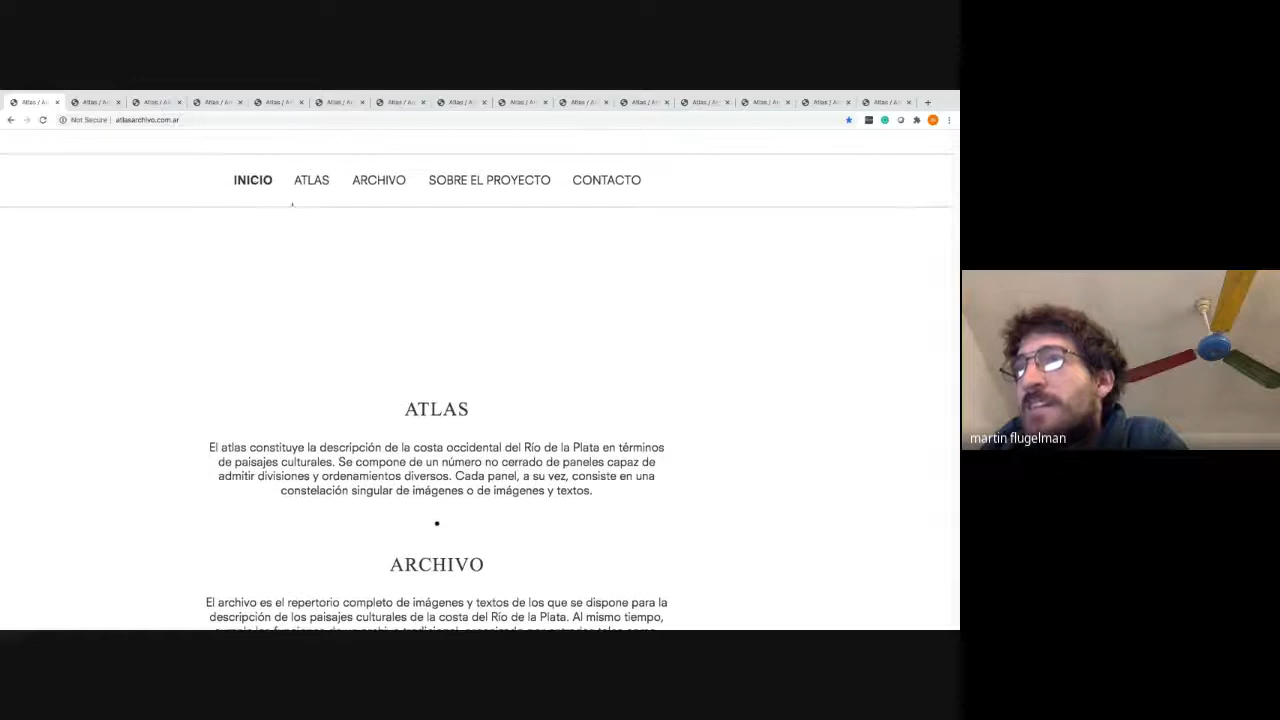 Atlas / A
Not Secure | atlasarchivo.com.ar
INICIO ATLAS ARCHIVO SOBRE EL PROYECTO CONTACTO
ATLAS
El atlas constituye la descripción de la costa occidental del Río de la Plata en términos
de paisajes culturales. Se compone de un número no cerrado de paneles capaz de
admitir divisiones y ordenamientos diversos. Cada panel, a su vez, consiste en una
constelación singular de imágenes o de imágenes y textos.
ARCHIVO
El archivo es el repertorio completo de imágenes y textos de los que se dispone para la
descripción de los paisajes culturales de la costa del Río de la Plata. Al mismo tiempo,
martin flugelman